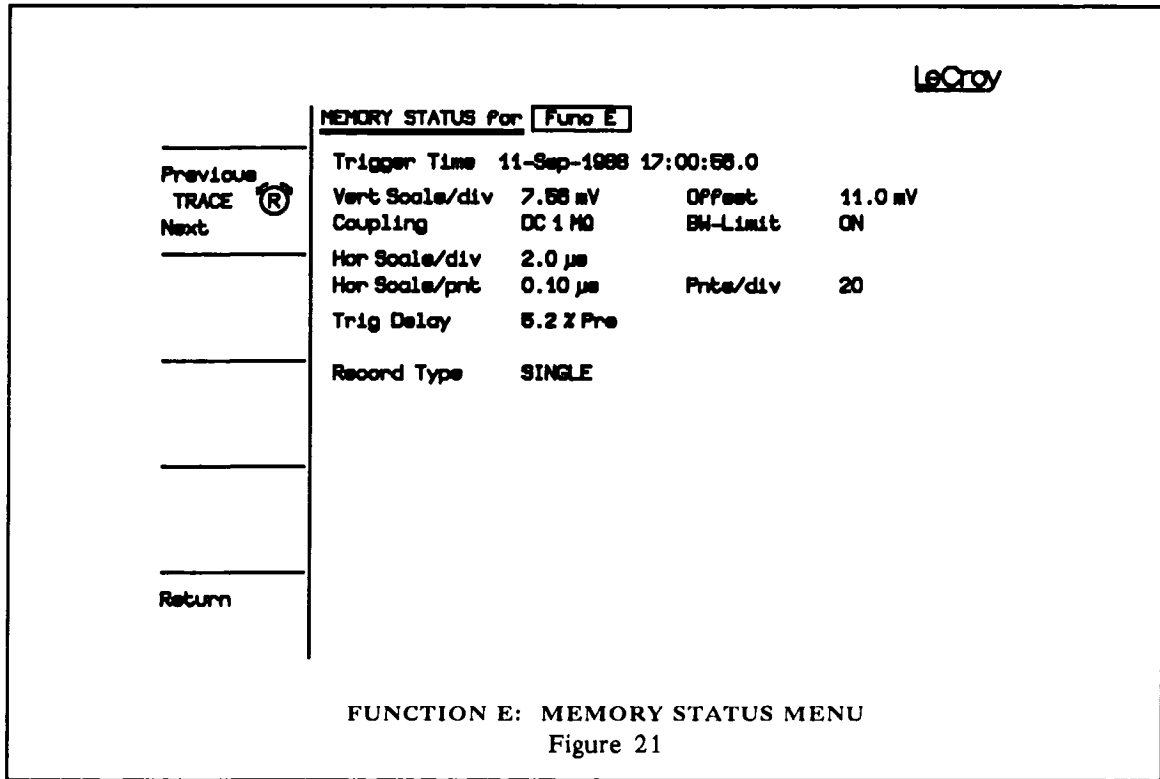 LeCroy
MEMORY STATUS for Func E
Previous
TRACE R
Next
Trigger Time 11-Sep-1988 17:00:56.0
Vert Scale/div 7.56 mV Offset 11.0 mV
Coupling DC 1 MΩ BW-Limit ON
Hor Scale/div 2.0 µs
Hor Scale/pnt 0.10 µs Pnts/div 20
Trig Delay 5.2 % Pre
Record Type SINGLE
Return
FUNCTION E: MEMORY STATUS MENU
Figure 21